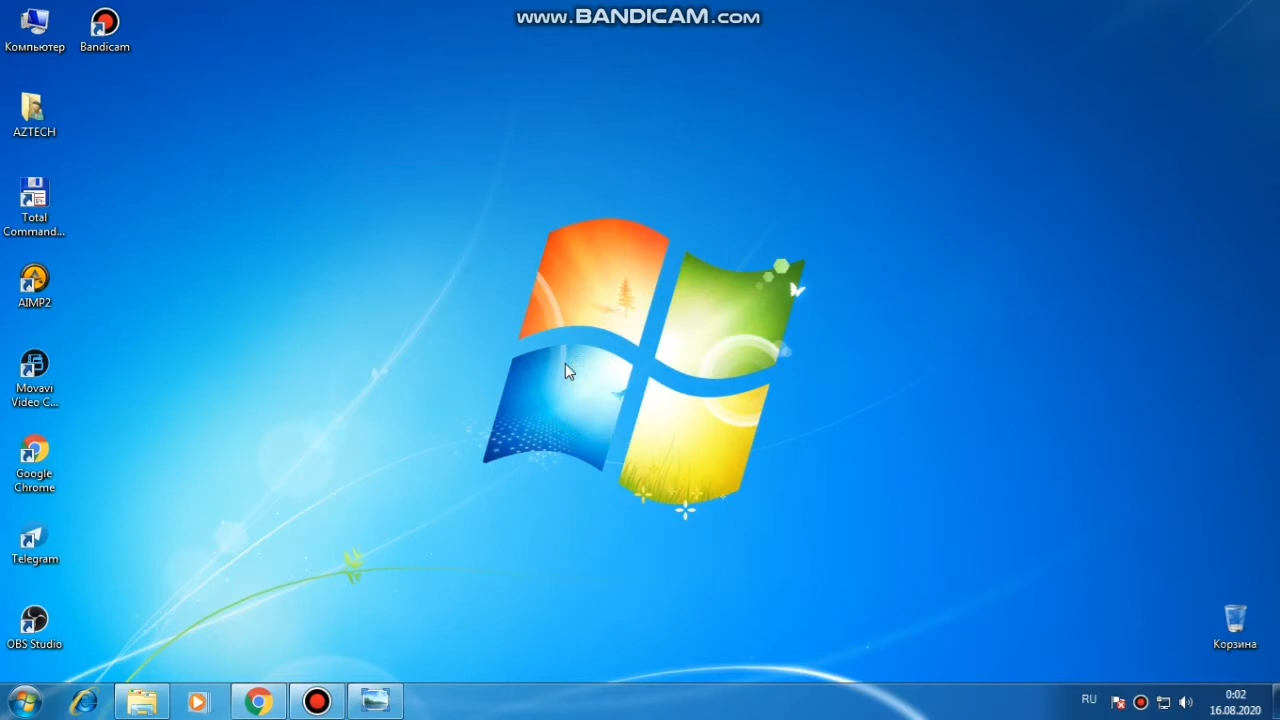 www.BANDICAM.com
Компьютер
Bandicam
AZTECH
Total
Command...
AIMP2
Movavi
Video C...
Google
Chrome
Telegram
OBS Studio
Корзина
RU
0:02
16.08.2020